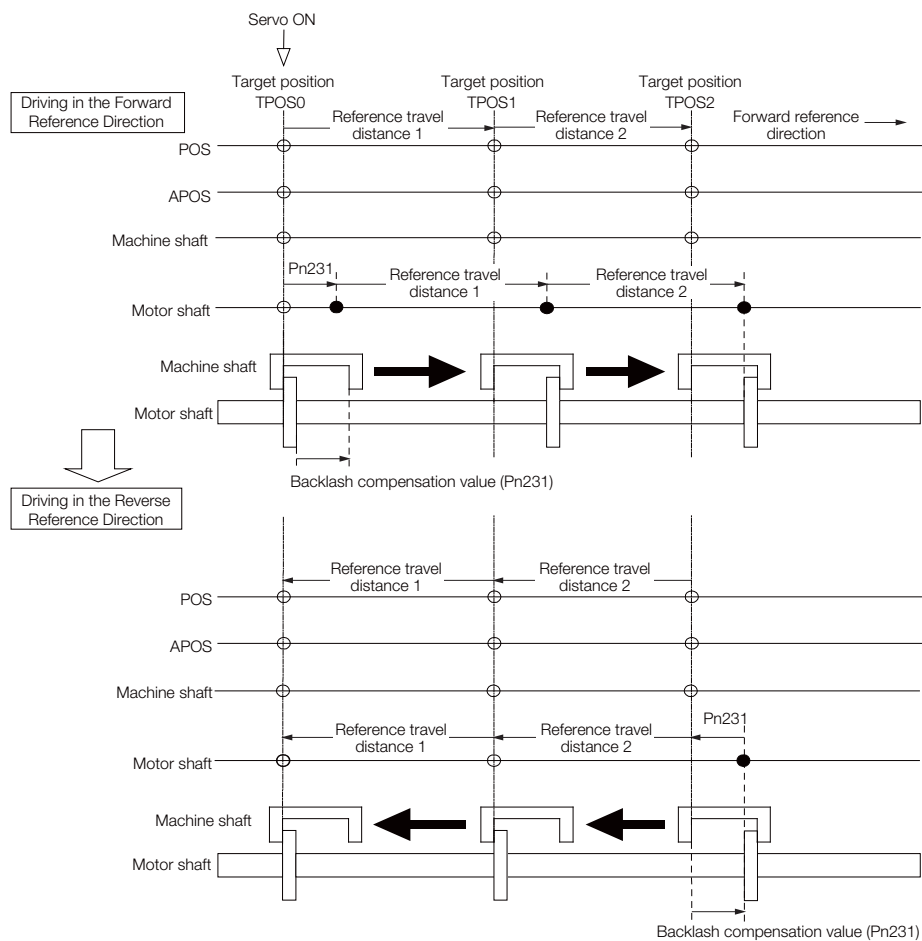 Servo ON
Target position
TPOS0
Target position
TPOS1
Target position
TPOS2
Driving in the Forward
Reference Direction
Reference travel
distance 1
Reference travel
distance 2
Forward reference
direction
POS
APOS
Machine shaft
Pn231
Reference travel
distance 1
Reference travel
distance 2
Motor shaft
Machine shaft
Motor shaft
Backlash compensation value (Pn231)
Driving in the Reverse
Reference Direction
Reference travel
distance 1
Reference travel
distance 2
POS
APOS
Machine shaft
Reference travel
distance 1
Reference travel
distance 2
Pn231
Motor shaft
Machine shaft
Motor shaft
Backlash compensation value (Pn231)